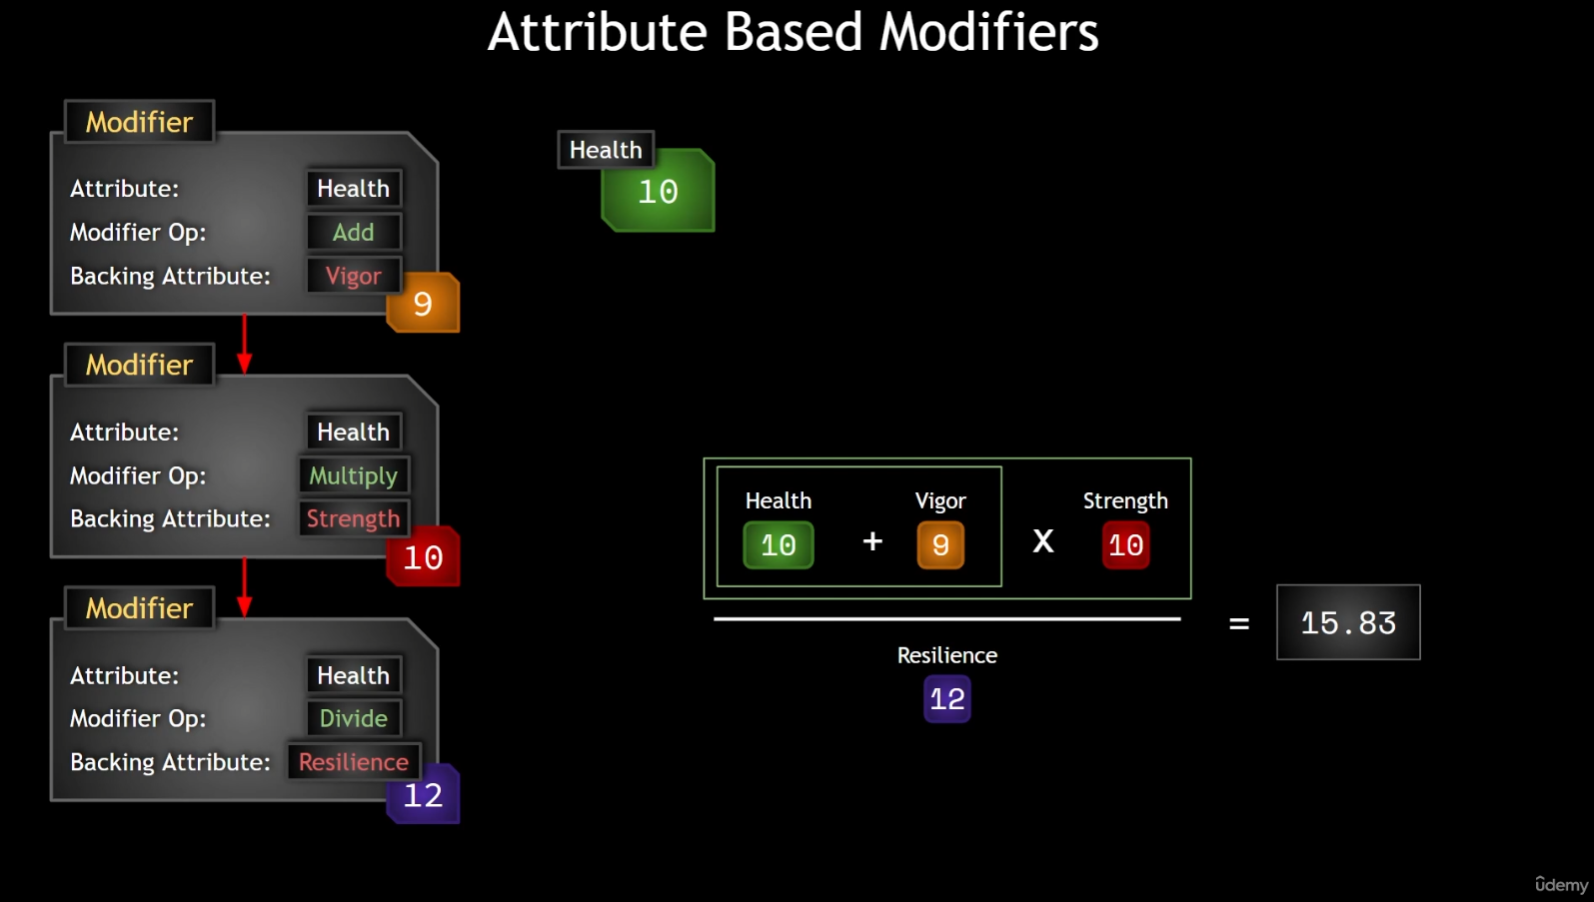 Attribute Based Modifiers
Modifier
Attribute: Health
Modifier Op: Add
Backing Attribute: Vigor
9
Modifier
Attribute: Health
Modifier Op: Multiply
Backing Attribute: Strength
10
Modifier
Attribute: Health
Modifier Op: Divide
Backing Attribute: Resilience
12
Health
10
Health Vigor Strength
10 + 9 X 10
= 15.83
Resilience
12
ûdemy